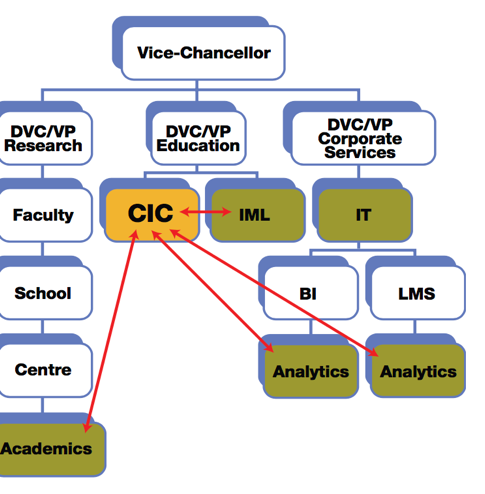 Vice-Chancellor
DVC/VP
Research
DVC/VP
Education
DVC/VP
Corporate
Services
Faculty
CIC
IML
IT
School
BI
LMS
Centre
Analytics
Analytics
Academics